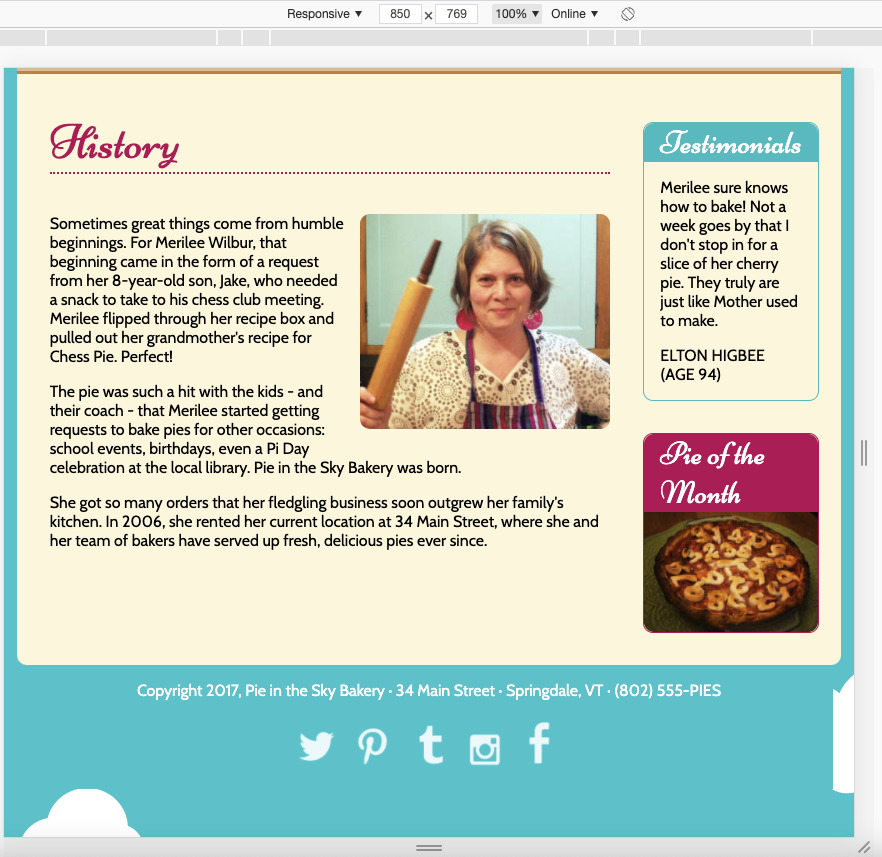 Responsive ▼ 850 × 769 100% ▼ Online ▼
History
Sometimes great things come from humble
beginnings. For Merilee Wilbur, that
beginning came in the form of a request
from her 8-year-old son, Jake, who needed
a snack to take to his chess club meeting.
Merilee flipped through her recipe box and
pulled out her grandmother's recipe for
Chess Pie. Perfect!
The pie was such a hit with the kids - and
their coach - that Merilee started getting
requests to bake pies for other occasions:
school events, birthdays, even a Pi Day
celebration at the local library. Pie in the Sky Bakery was born.
She got so many orders that her fledgling business soon outgrew her family's
kitchen. In 2006, she rented her current location at 34 Main Street, where she and
her team of bakers have served up fresh, delicious pies ever since.
Testimonials
Merilee sure knows
how to bake! Not a
week goes by that I
don't stop in for a
slice of her cherry
pie. They truly are
just like Mother used
to make.
ELTON HIGBEE
(AGE 94)
Pie of the
Month
Copyright 2017, Pie in the Sky Bakery · 34 Main Street · Springdale, VT · (802) 555-PIES